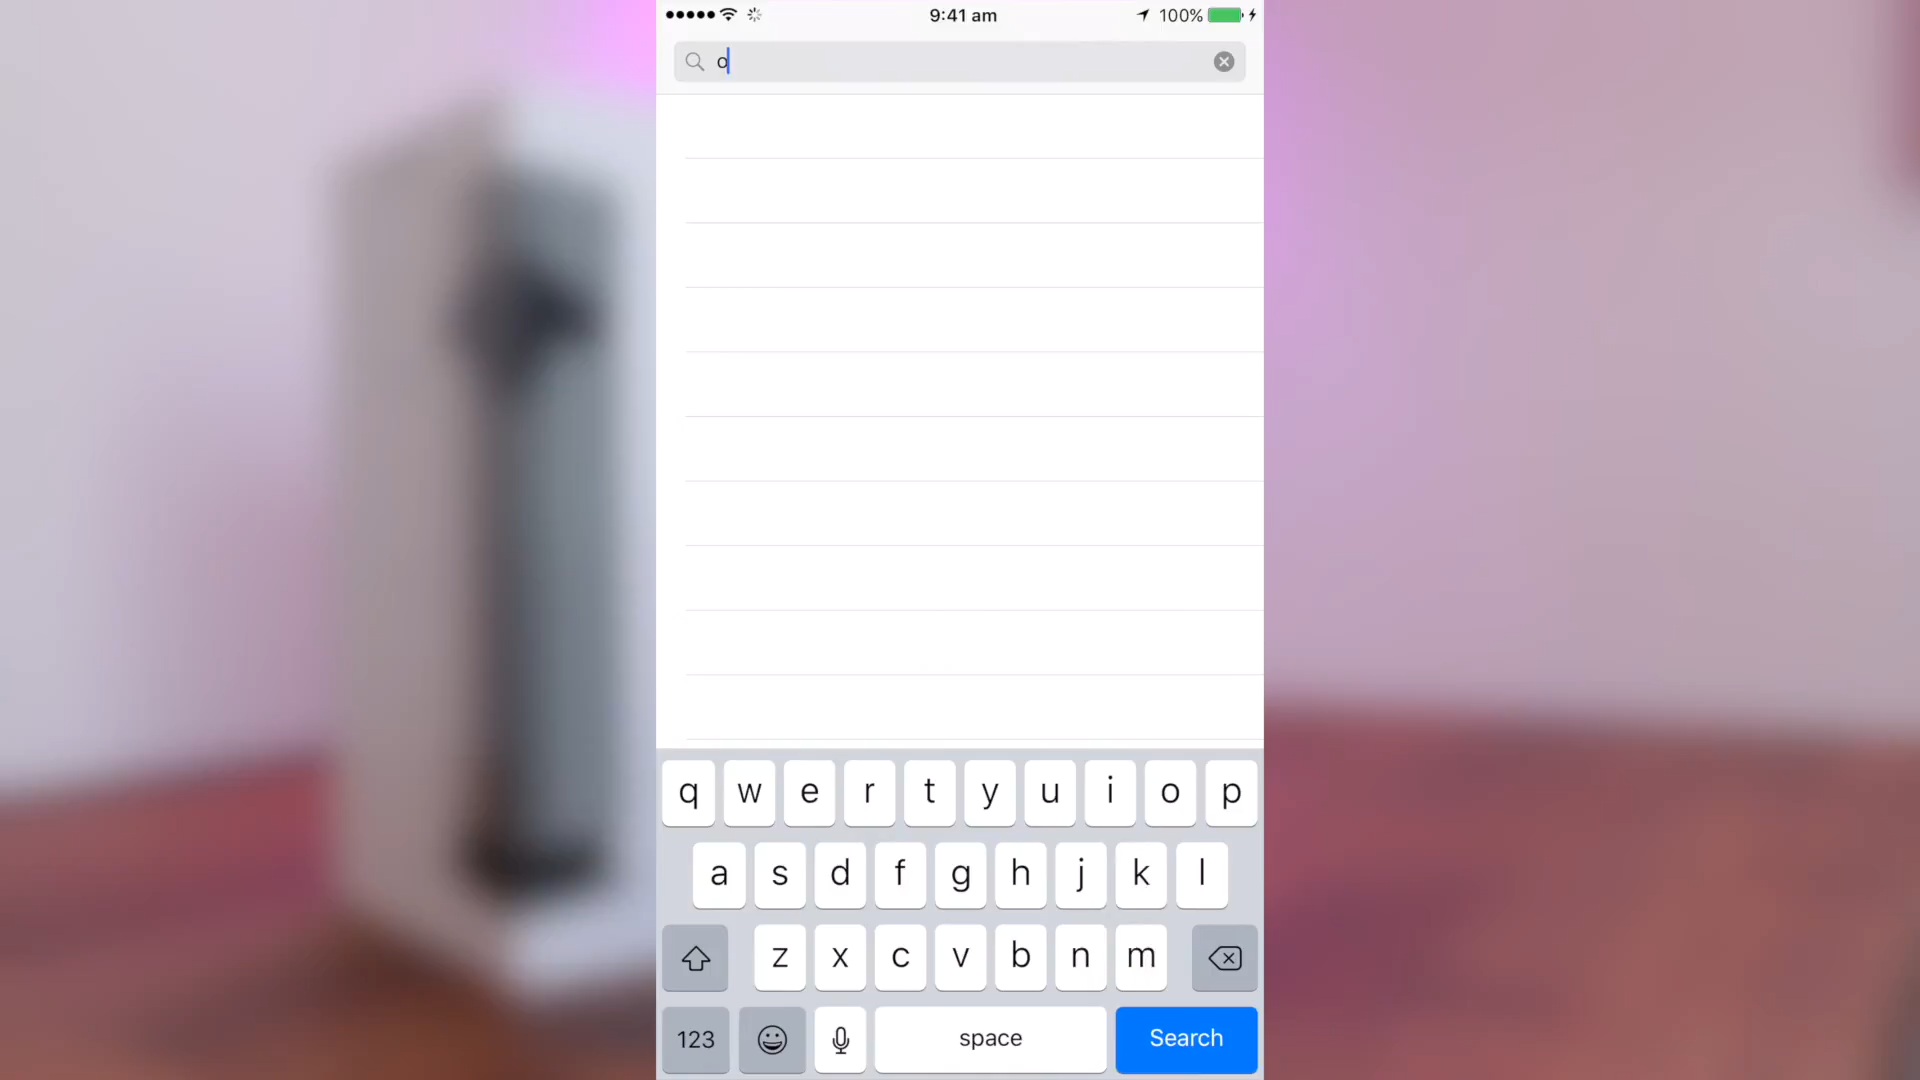 9:41 am 100%
o
q w e r t y u i o p
a s d f g h j k l
z x c v b n m
123 space Search